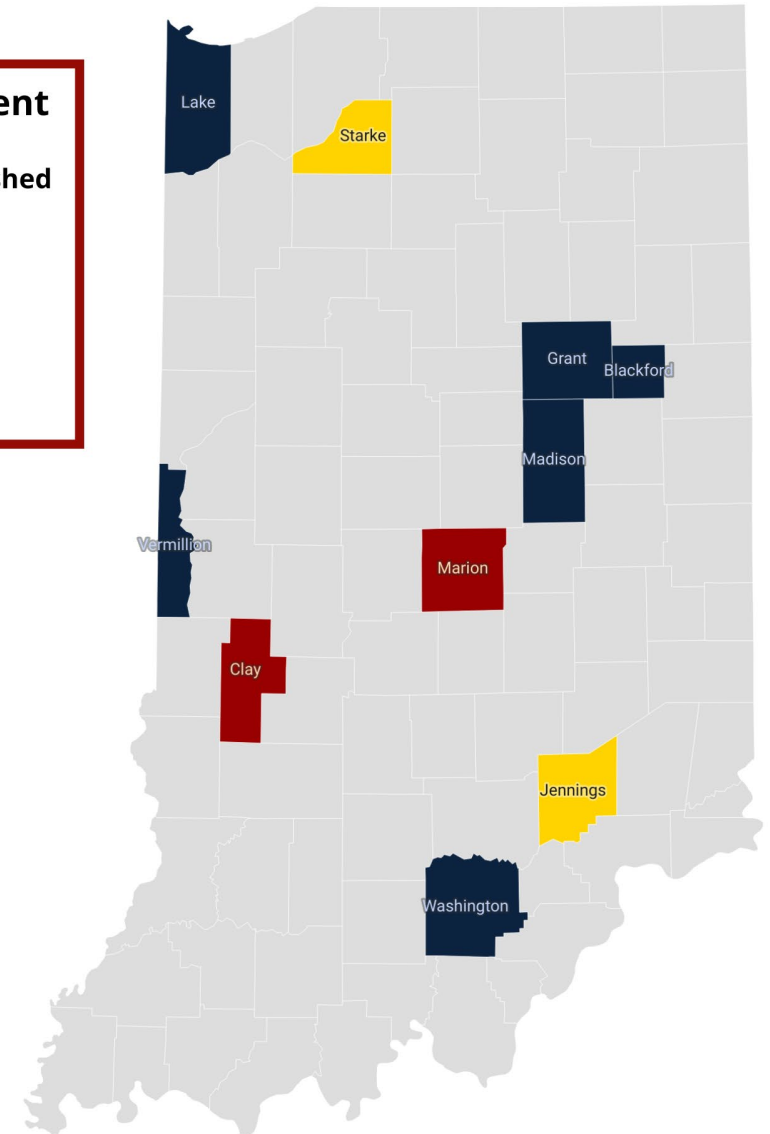 ent
hed
Lake
Starke
Grant
Blackford
Madison
Vermillion
Marion
Clay
Jennings
Washington